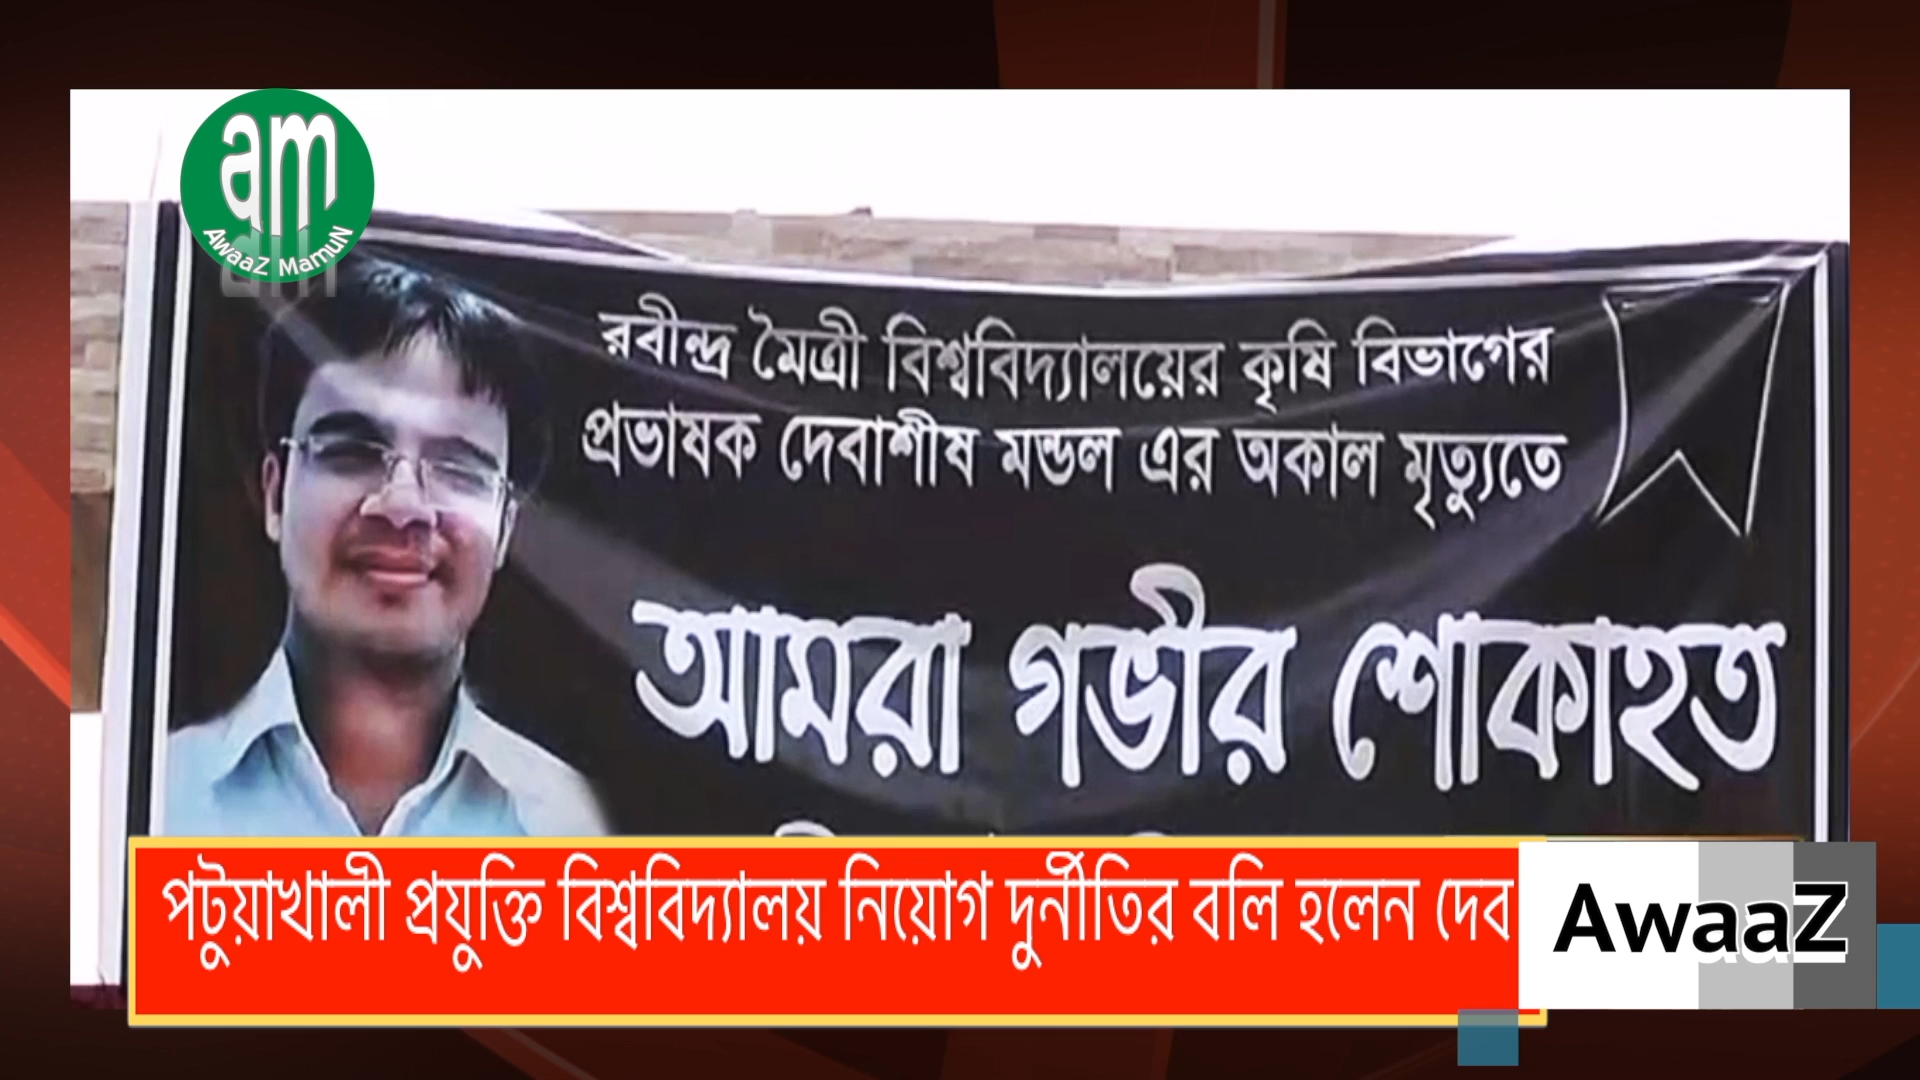 am
AwaaZ MamuN
রবীন্দ্র মৈত্রী বিশ্ববিদ্যালয়ের কৃষি বিভাগের
প্রভাষক দেবাশীষ মন্ডল এর অকাল মৃত্যুতে
আমরা গভীর শোকাহত
পটুয়াখালী প্রযুক্তি বিশ্ববিদ্যালয় নিয়োগ দুর্নীতির বলি হলেন দেব
AwaaZ